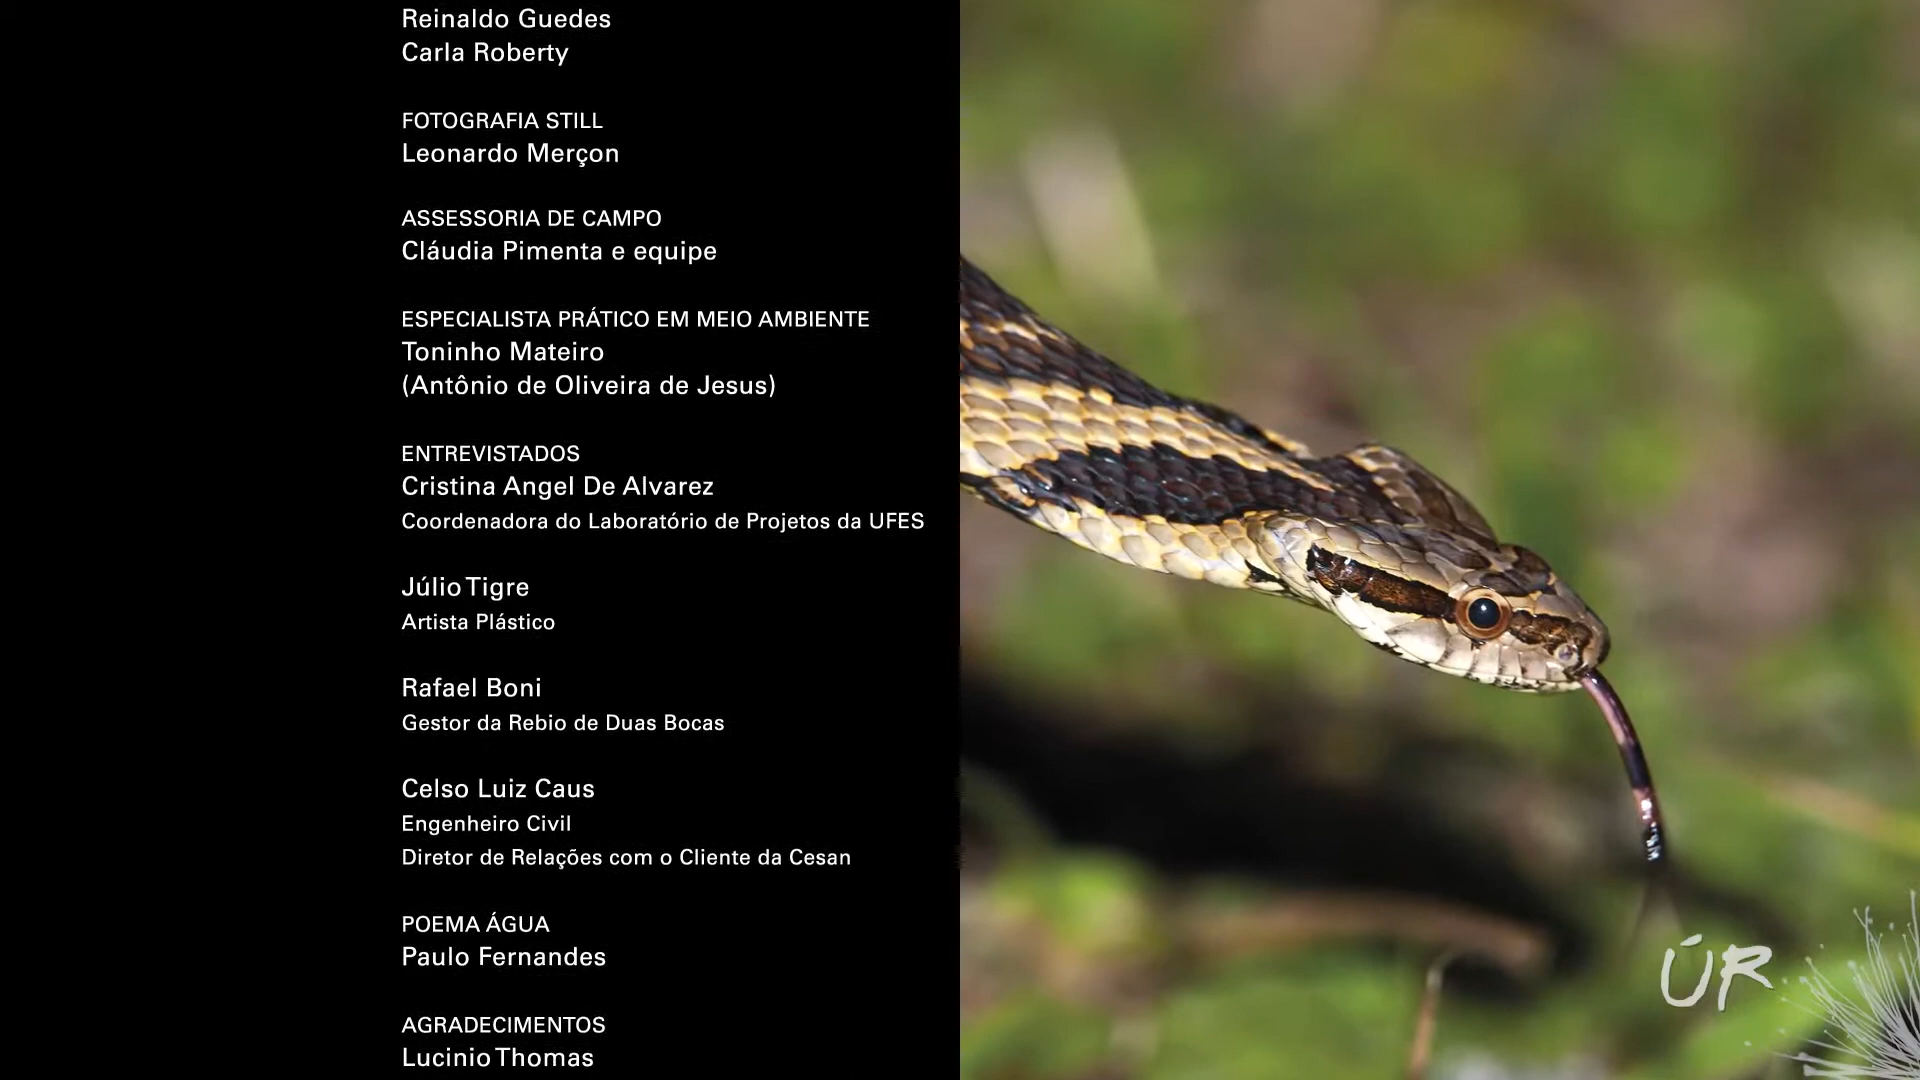 Reinaldo Guedes
Carla Roberty
FOTOGRAFIA STILL
Leonardo Merçon
ASSESSORIA DE CAMPO
Cláudia Pimenta e equipe
ESPECIALISTA PRÁTICO EM MEIO AMBIENTE
Toninho Mateiro
(Antônio de Oliveira de Jesus)
ENTREVISTADOS
Cristina Angel De Alvarez
Coordenadora do Laboratório de Projetos da UFES
Júlio Tigre
Artista Plástico
Rafael Boni
Gestor da Rebio de Duas Bocas
Celso Luiz Caus
Engenheiro Civil
Diretor de Relações com o Cliente da Cesan
POEMA ÁGUA
Paulo Fernandes
AGRADECIMENTOS
Lucinio Thomas
ÚR